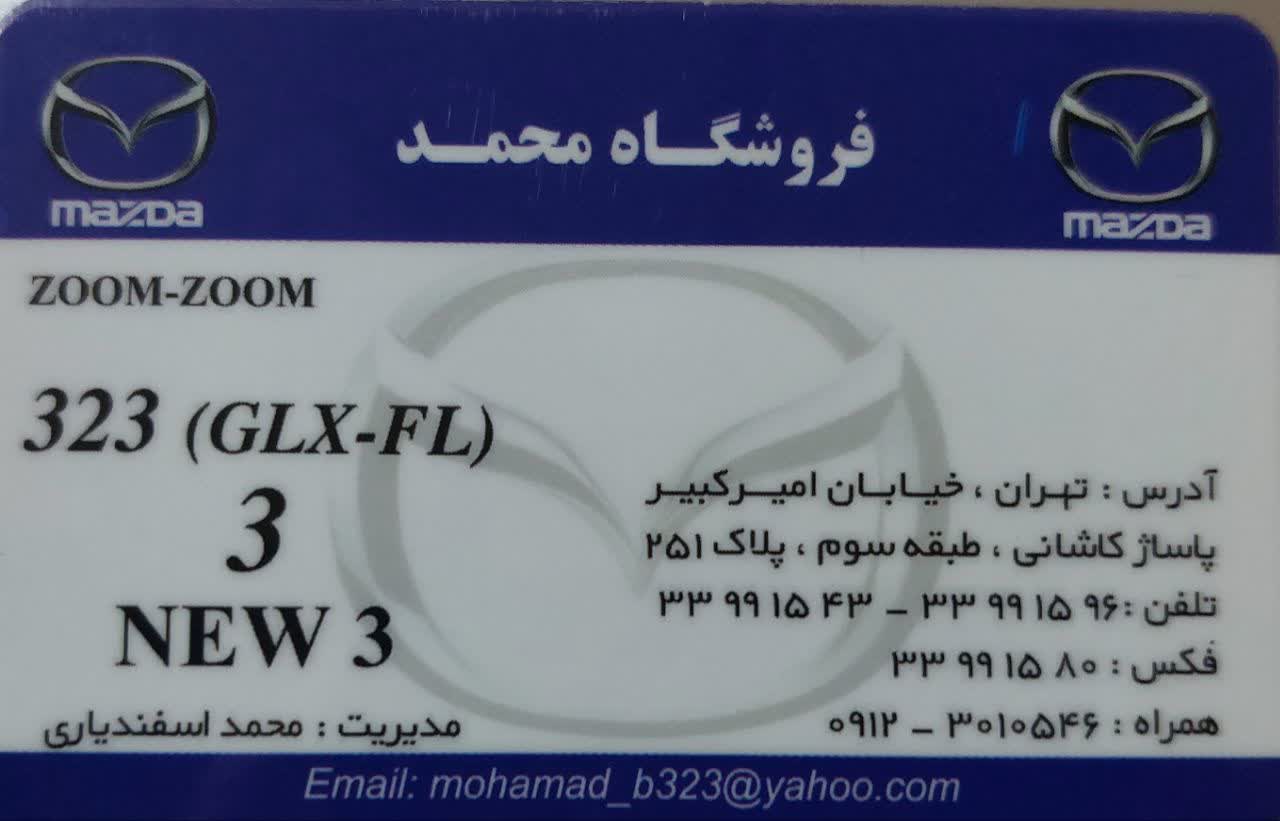 فروشگاه محمد
mazda
mazda
ZOOM-ZOOM
323 (GLX-FL)
3
NEW 3
آدرس : تهران ، خیابان امیرکبیر
پاساژ کاشانی ، طبقه سوم ، پلاک ۲۵۱
تلفن : ۹۶ ۱۵ ۹۹ ۳۳ – ۴۳ ۱۵ ۹۹ ۳۳
فکس : ۸۰ ۱۵ ۹۹ ۳۳
همراه : ۳۰۱۰۵۴۶ – ۰۹۱۲
مدیریت : محمد اسفندیاری
Email: mohamad_b323@yahoo.com